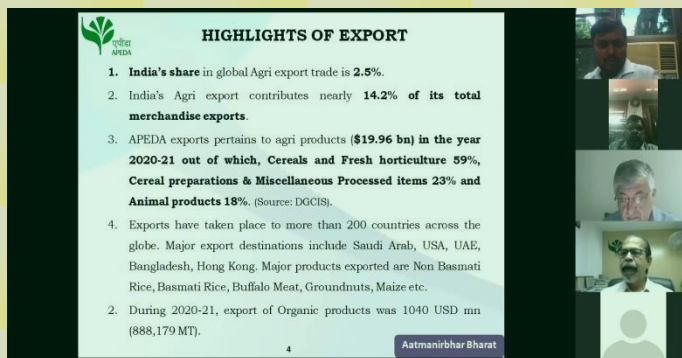 एपीडा
APEDA
HIGHLIGHTS OF EXPORT
1. India's share in global Agri export trade is 2.5%.
2. India's Agri export contributes nearly 14.2% of its total
merchandise exports.
3. APEDA exports pertains to agri products ($19.96 bn) in the year
2020-21 out of which, Cereals and Fresh horticulture 59%,
Cereal preparations & Miscellaneous Processed items 23% and
Animal products 18%. (Source: DGCIS).
4. Exports have taken place to more than 200 countries across the
globe. Major export destinations include Saudi Arab, USA, UAE,
Bangladesh, Hong Kong. Major products exported are Non Basmati
Rice, Basmati Rice, Buffalo Meat, Groundnuts, Maize etc.
2. During 2020-21, export of Organic products was 1040 USD mn
(888,179 MT).
4
Aatmanirbhar Bharat